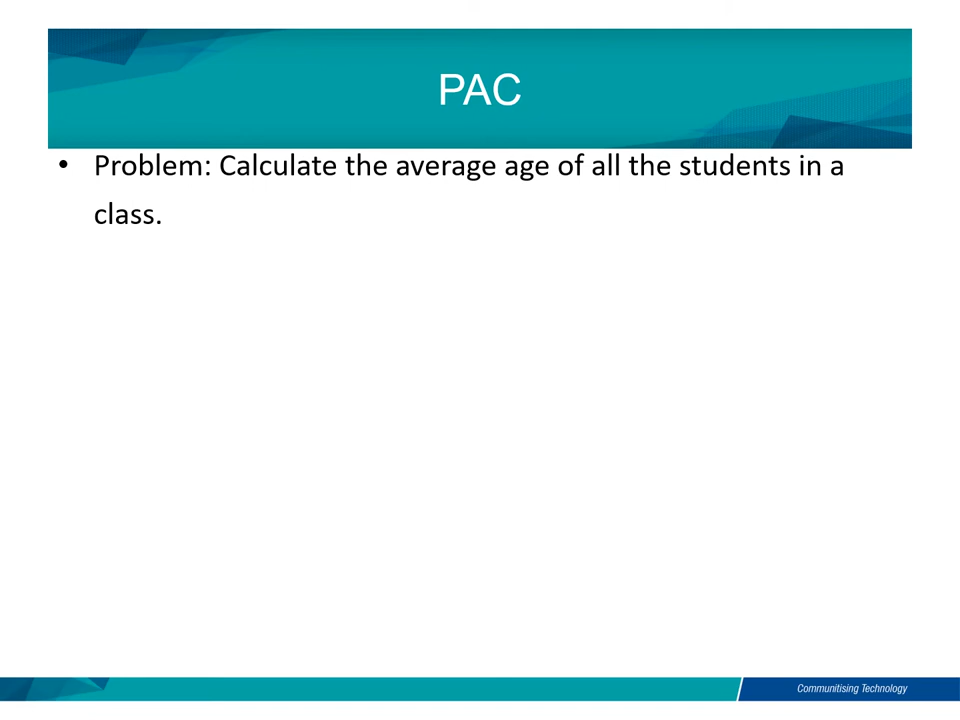 PAC
• Problem: Calculate the average age of all the students in a
class.
Communitising Technology